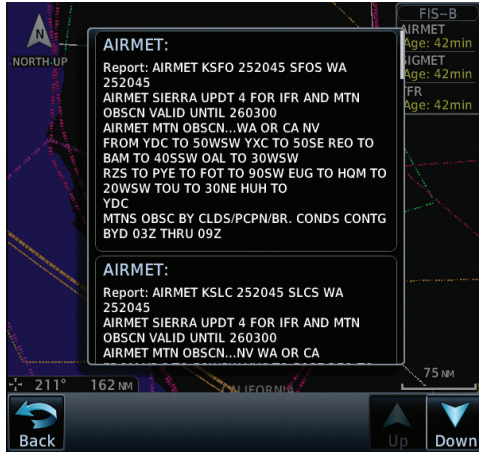 N
NORTH UP
FIS-B
AIRMET
Age: 42min
SIGMET
Age: 42min
TFR
Age: 42min
AIRMET:
Report: AIRMET KSFO 252045 SFOS WA
252045
AIRMET SIERRA UPDT 4 FOR IFR AND MTN
OBSCN VALID UNTIL 260300
AIRMET MTN OBSCN...WA OR CA NV
FROM YDC TO 50WSW YXC TO 50SE REO TO
BAM TO 40SSW OAL TO 30WSW
RZS TO PYE TO FOT TO 90SW EUG TO HQM TO
20WSW TOU TO 30NE HUH TO
YDC
MTNS OBSC BY CLDS/PCPN/BR. CONDS CONTG
BYD 03Z THRU 09Z
AIRMET:
Report: AIRMET KSLC 252045 SLCS WA
252045
AIRMET SIERRA UPDT 4 FOR IFR AND MTN
OBSCN VALID UNTIL 260300
AIRMET MTN OBSCN...NV WA OR CA
75 NM
211° 162 NM
CALIFORNIA
Back
Up
Down